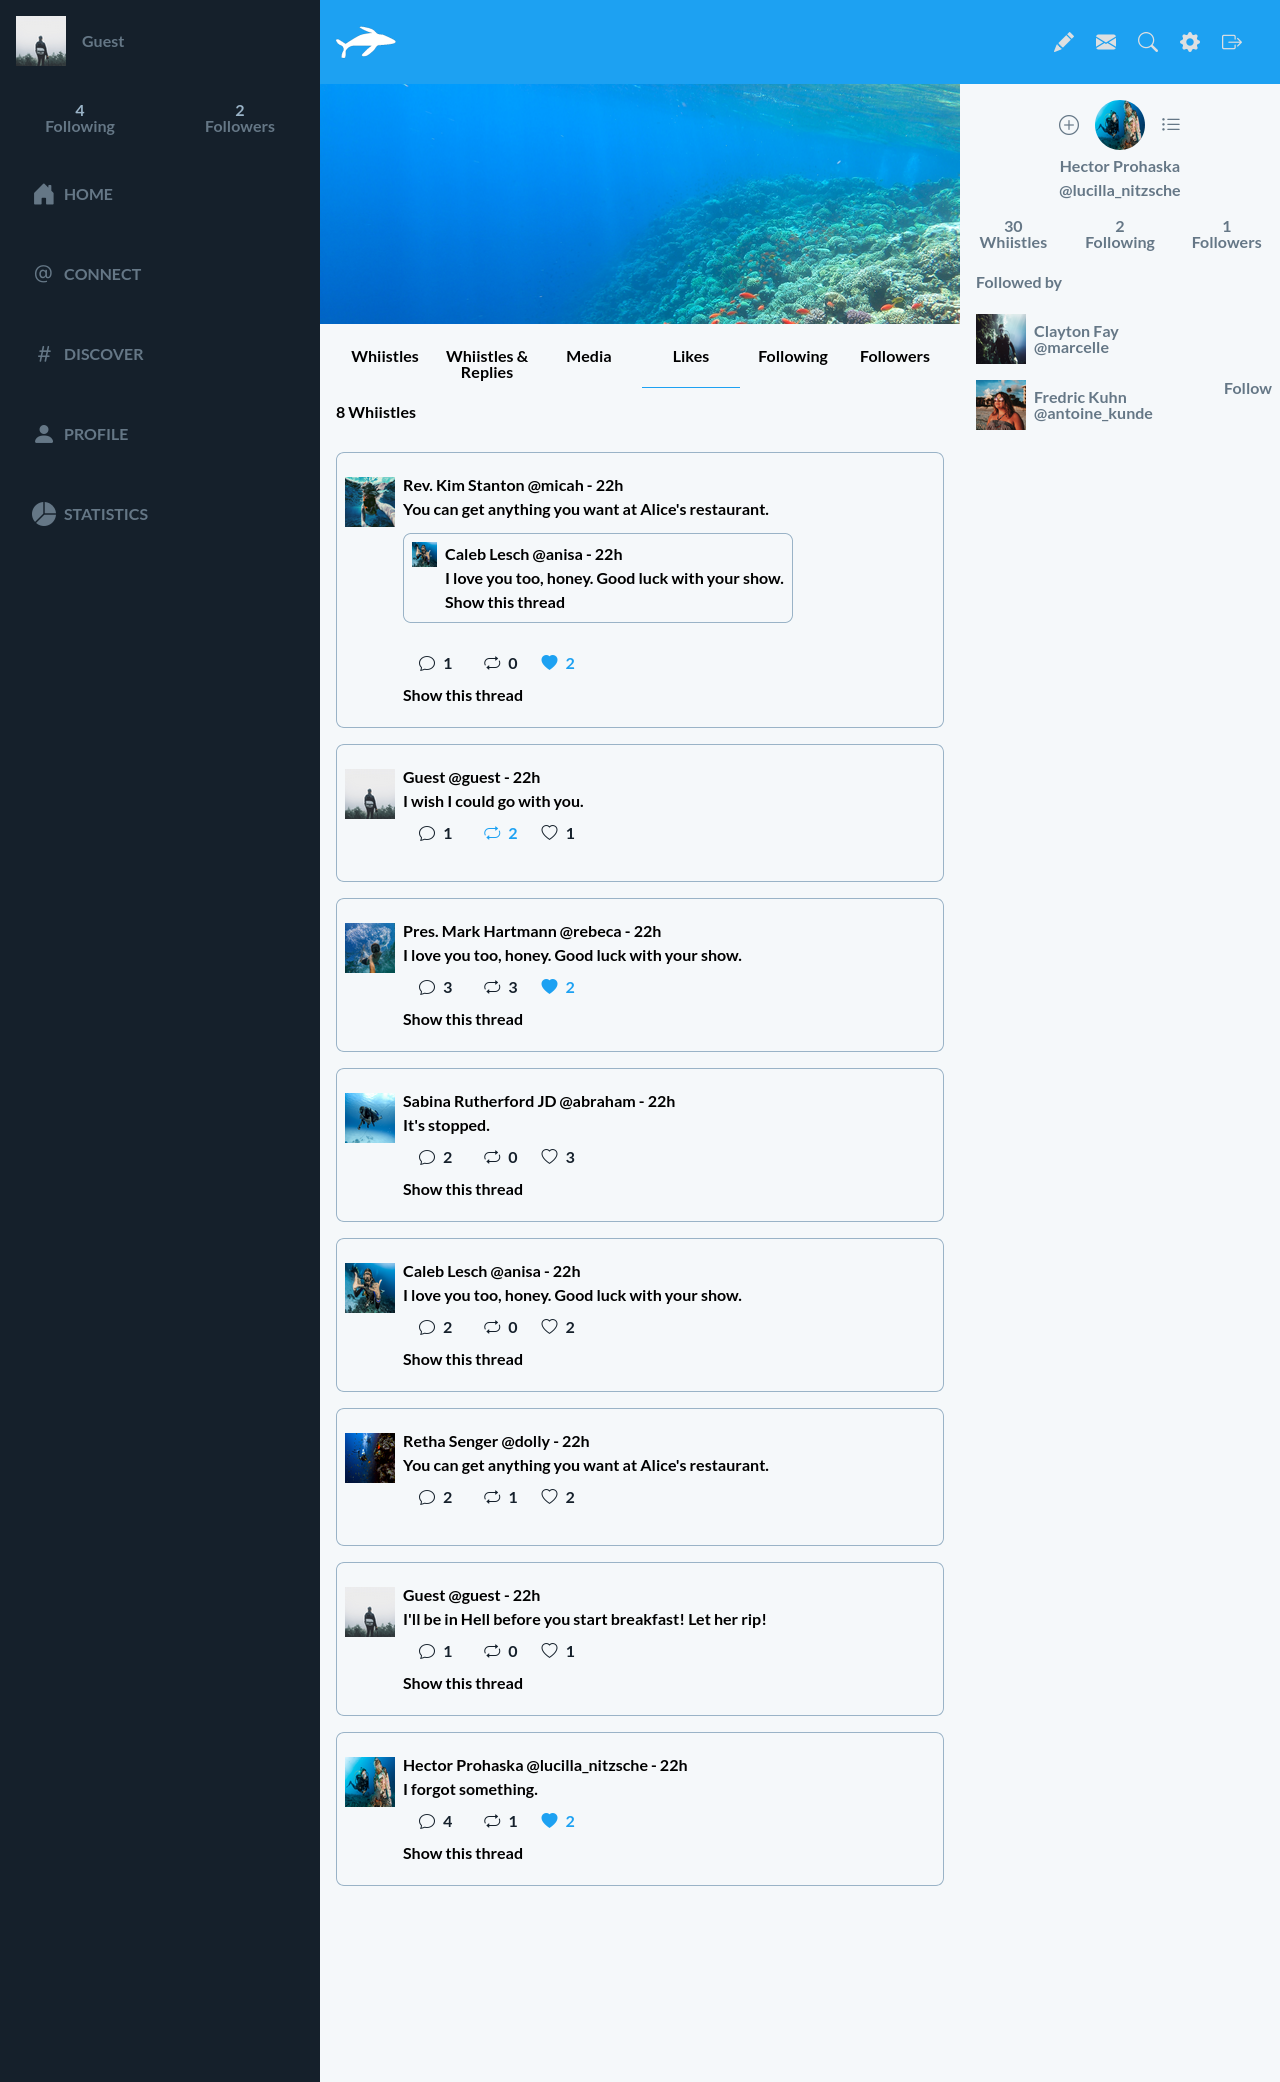 Guest
4
Following
2
Followers
HOME
@ CONNECT
# DISCOVER
PROFILE
STATISTICS
Whiistles
Whiistles &
Replies
Media
Likes
Following
Followers
8 Whiistles
Rev. Kim Stanton @micah - 22h
You can get anything you want at Alice's restaurant.
Caleb Lesch @anisa - 22h
I love you too, honey. Good luck with your show.
Show this thread
1 0 2
Show this thread
Guest @guest - 22h
I wish I could go with you.
1 2 1
Pres. Mark Hartmann @rebeca - 22h
I love you too, honey. Good luck with your show.
3 3 2
Show this thread
Sabina Rutherford JD @abraham - 22h
It's stopped.
2 0 3
Show this thread
Caleb Lesch @anisa - 22h
I love you too, honey. Good luck with your show.
2 0 2
Show this thread
Retha Senger @dolly - 22h
You can get anything you want at Alice's restaurant.
2 1 2
Guest @guest - 22h
I'll be in Hell before you start breakfast! Let her rip!
1 0 1
Show this thread
Hector Prohaska @lucilla_nitzsche - 22h
I forgot something.
4 1 2
Show this thread
Hector Prohaska
@lucilla_nitzsche
30
Whiistles
2
Following
1
Followers
Followed by
Clayton Fay
@marcelle
Fredric Kuhn
@antoine_kunde
Follow